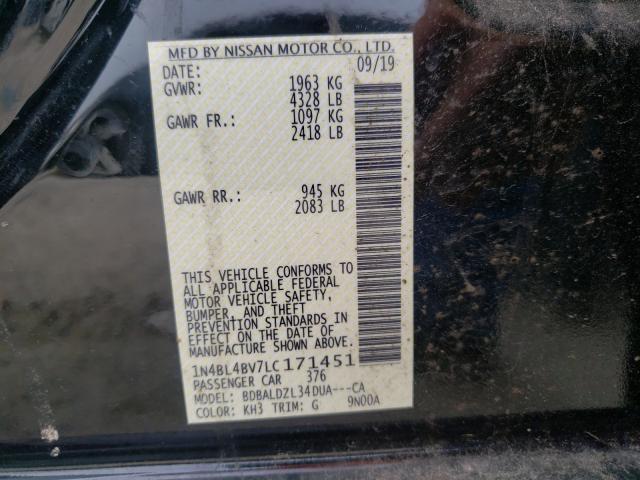 MFD BY NISSAN MOTOR CO., LTD.
DATE: 09/19
GVWR: 1963 KG
4328 LB
GAWR FR.: 1097 KG
2418 LB
GAWR RR.: 945 KG
2083 LB
THIS VEHICLE CONFORMS TO
ALL APPLICABLE FEDERAL
MOTOR VEHICLE SAFETY,
BUMPER, AND THEFT
PREVENTION STANDARDS IN
EFFECT ON THE DATE OF
MANUFACTURE SHOWN ABOVE.
1N4BL4BV7LC171451
PASSENGER CAR 376
MODEL: BDBALDZL34DUA---CA
COLOR: KH3 TRIM: G 9N00A